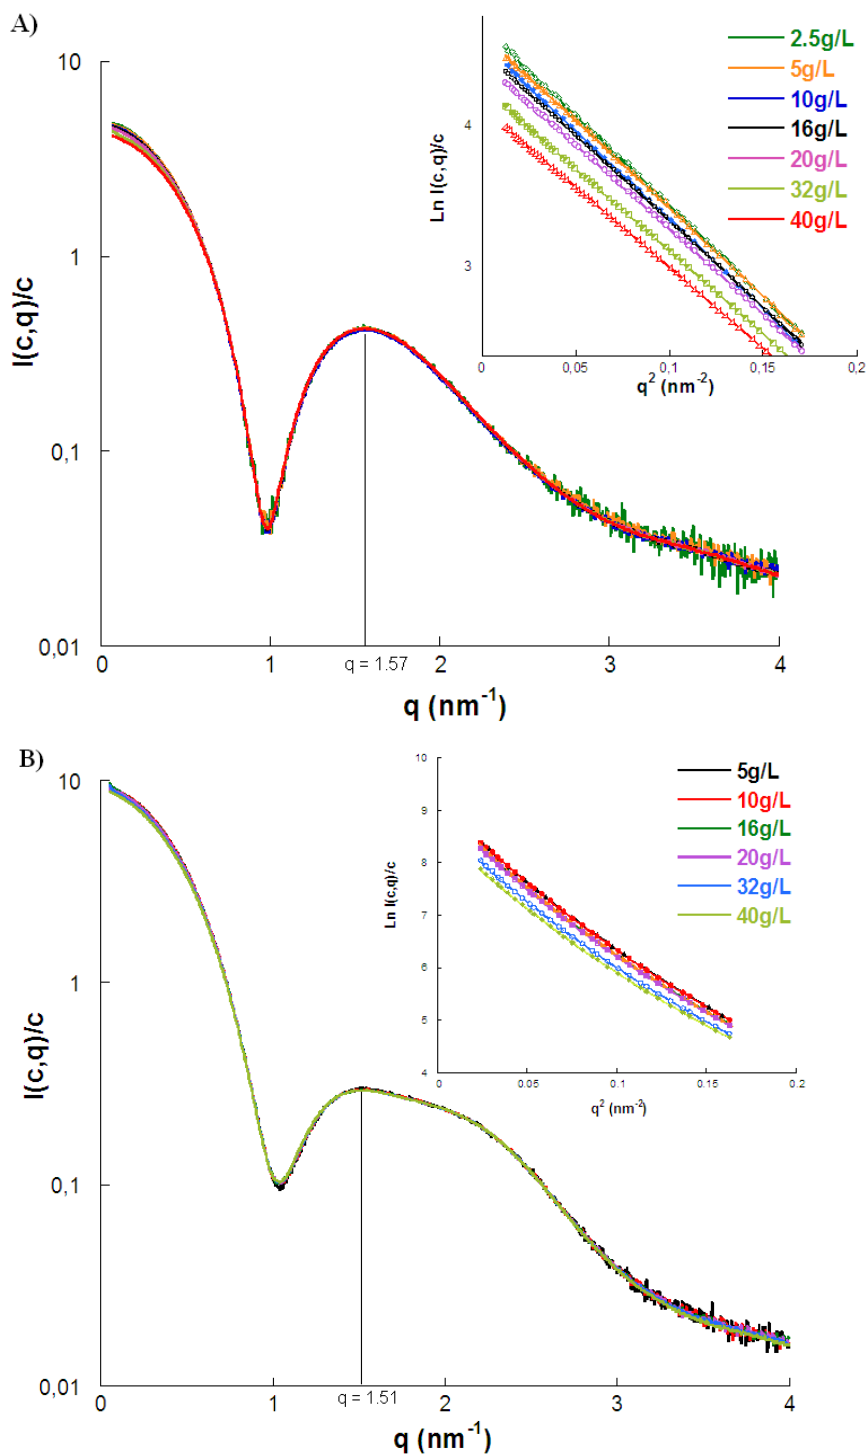 A)
10
1
0,1
0,01
I(c,q)/c
0
1
2
3
4
q = 1.57
q (nm-1)
4
3
Ln I(c,q)/c
0
0,05
0,1
0,15
0,2
q2 (nm-2)
2.5g/L
5g/L
10g/L
16g/L
20g/L
32g/L
40g/L
B)
10
1
0,1
0,01
I(c,q)/c
0
1
2
3
4
q = 1.51
q (nm-1)
10
9
8
7
6
5
4
Ln I(c,q)/c
0
0.05
0.1
0.15
0.2
q2 (nm-2)
5g/L
10g/L
16g/L
20g/L
32g/L
40g/L